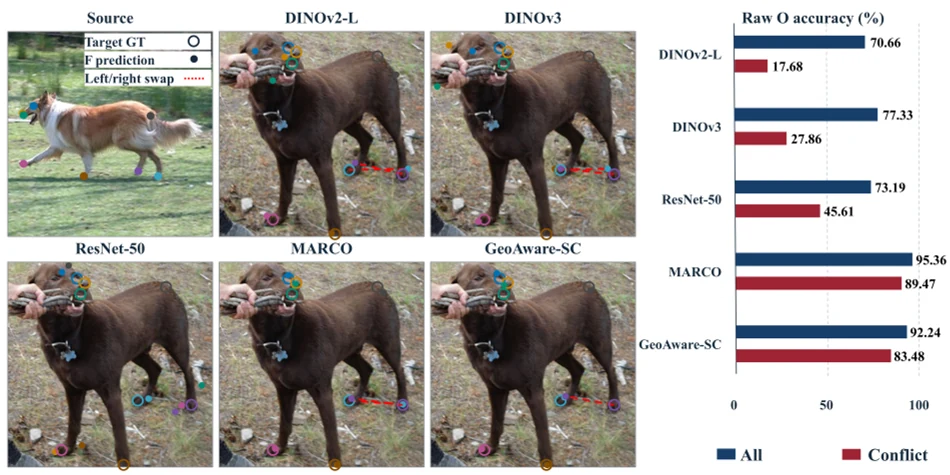 Source
Target GT
F prediction
Left/right swap
DINOv2-L
DINOv3
ResNet-50
MARCO
GeoAware-SC
Raw O accuracy (%)
DINOv2-L
70.66
17.68
DINOv3
77.33
27.86
ResNet-50
73.19
45.61
MARCO
95.36
89.47
GeoAware-SC
92.24
83.48
0 50 100
All Conflict